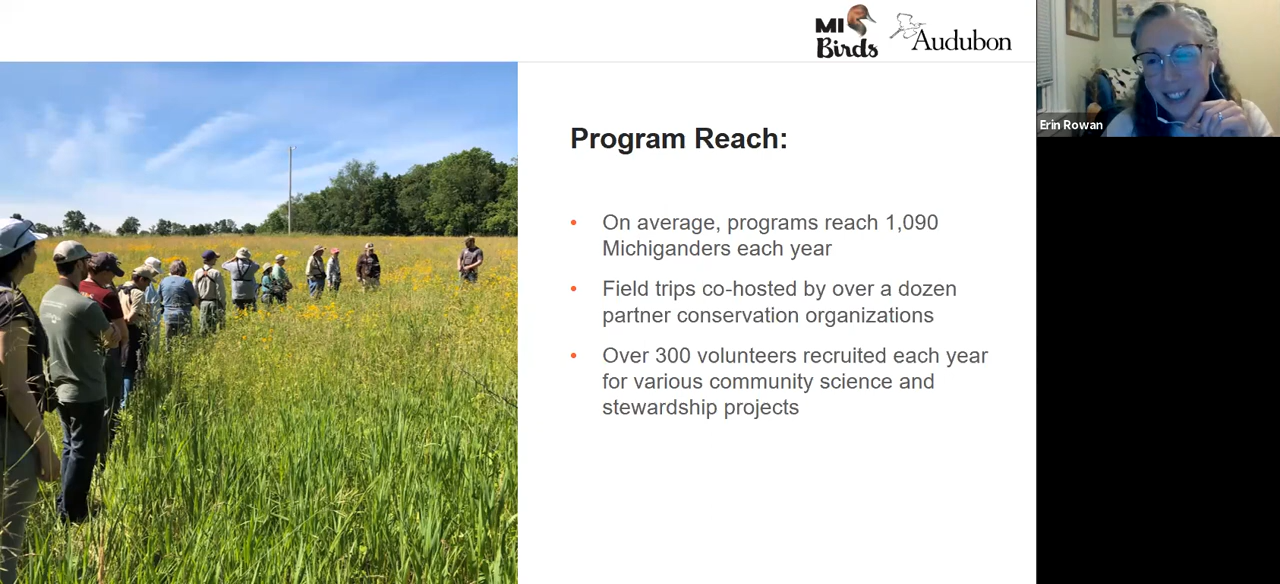 MI
Birds
Audubon
Erin Rowan
Program Reach:
• On average, programs reach 1,090
Michiganders each year
• Field trips co-hosted by over a dozen
partner conservation organizations
• Over 300 volunteers recruited each year
for various community science and
stewardship projects